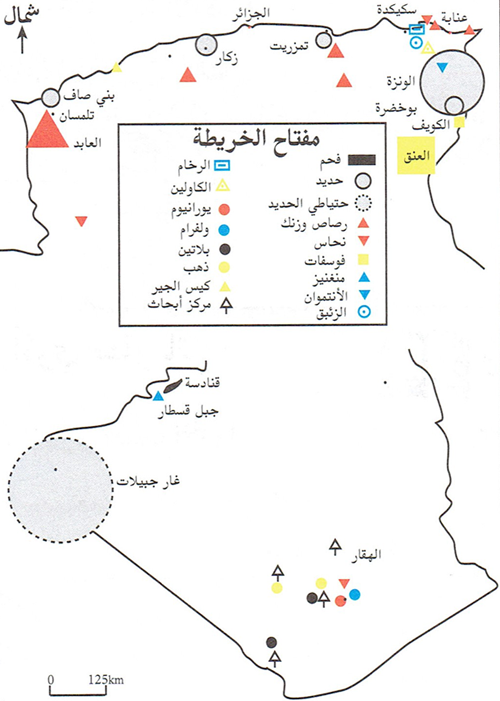 شمال
الجزائر
سكيكدة
عنابة
تمزريت
زكار
الونزة
بني صاف
بوخضرة
تلمسان
الكويف
العابد
العنق
مفتاح الخريطة
فحم
حديد
حتياطي الحديد
رصاص وزنك
نحاس
فوسفات
منغنيز
الأنتموان
الزئبق
الرخام
الكاولين
يورانيوم
ولفرام
بلاتين
ذهب
كيس الجير
مركز أبحاث
قنادسة
جبل قسطار
غار جبيلات
الهقار
0 125km